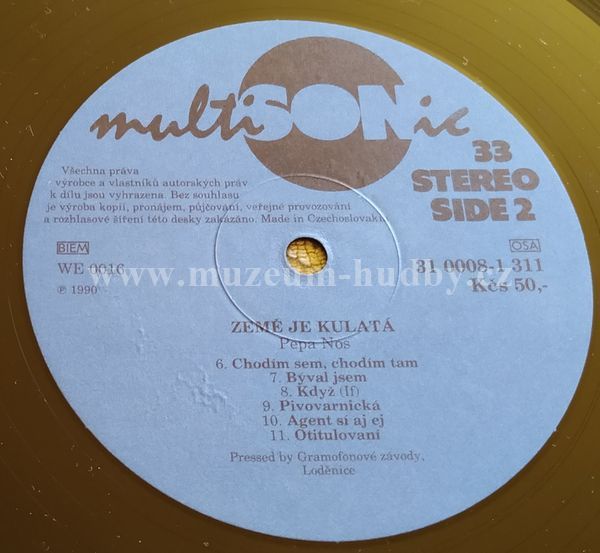 multiSONic
33
STEREO
SIDE 2
Všechna práva
výrobce a vlastníků autorských práv
k dílu jsou vyhrazena. Bez souhlasu
je výroba kopií, pronájem, půjčování, veřejné provozování
a rozhlasové šíření této desky zakázáno. Made in Czechoslovakia
BIEM
OSA
WE 0016
31 0008-1 311
www.muzeum-hudby.cz
℗ 1990
Kčs 50,-
ZEMĚ JE KULATÁ
Pepa Nos
6. Chodím sem, chodím tam
7. Býval jsem
8. Když (If)
9. Pivovarnická
10. Agent sí aj ej
11. Otitulovaní
Pressed by Gramofonové závody,
Loděnice